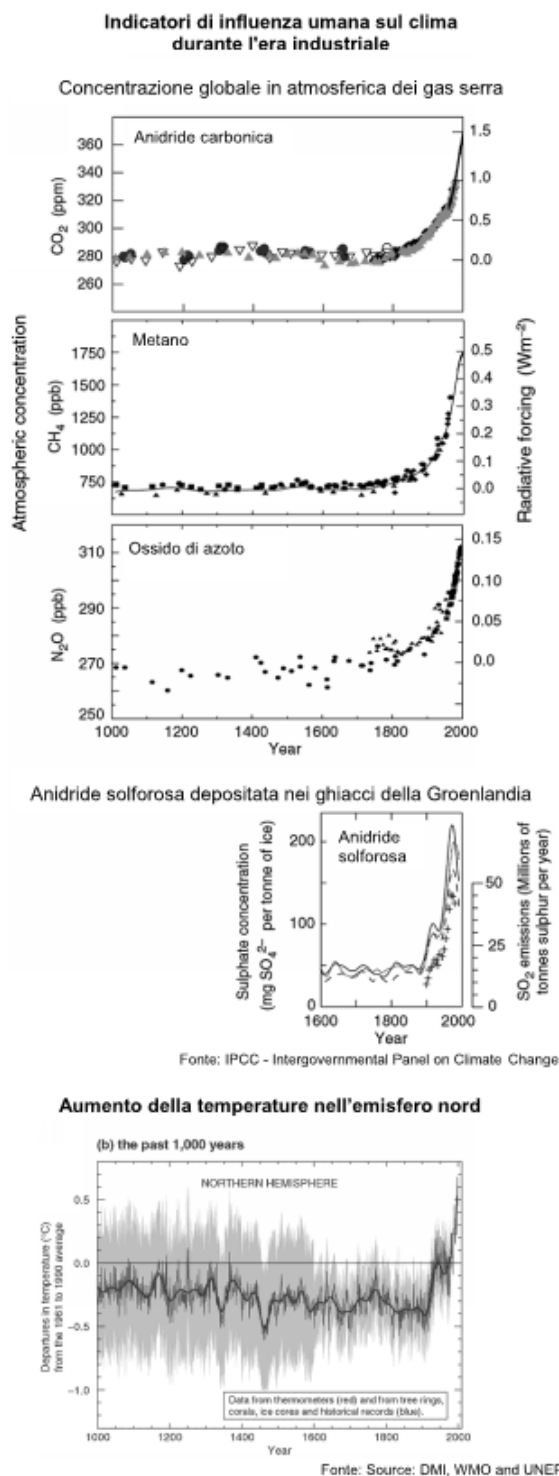 Indicatori di influenza umana sul clima
durante l'era industriale
Concentrazione globale in atmosferica dei gas serra
Anidride carbonica
360
340
320
300
280
260
CO₂ (ppm)
1.5
1.0
0.5
0.0
Metano
1750
1500
1250
1000
750
CH₄ (ppb)
0.5
0.4
0.3
0.2
0.1
0.0
Atmospheric concentration
Radiative forcing (Wm⁻²)
Ossido di azoto
310
290
270
250
N₂O (ppb)
0.15
0.10
0.05
0.0
1000 1200 1400 1600 1800 2000
Year
Anidride solforosa depositata nei ghiacci della Groenlandia
Anidride
solforosa
200
100
0
Sulphate concentration
(mg SO₄²⁻ per tonne of ice)
50
25
0
SO₂ emissions (Millions of
tonnes sulphur per year)
1600 1800 2000
Year
Fonte: IPCC - Intergovernmental Panel on Climate Change
Aumento della temperature nell'emisfero nord
(b) the past 1,000 years
NORTHERN HEMISPHERE
0.5
0.0
−0.5
−1.0
Departures in temperature (°C)
from the 1961 to 1990 average
Data from thermometers (red) and from tree rings,
corals, ice cores and historical records (blue).
1000 1200 1400 1600 1800 2000
Year
Fonte: Source: DMI, WMO and UNEP